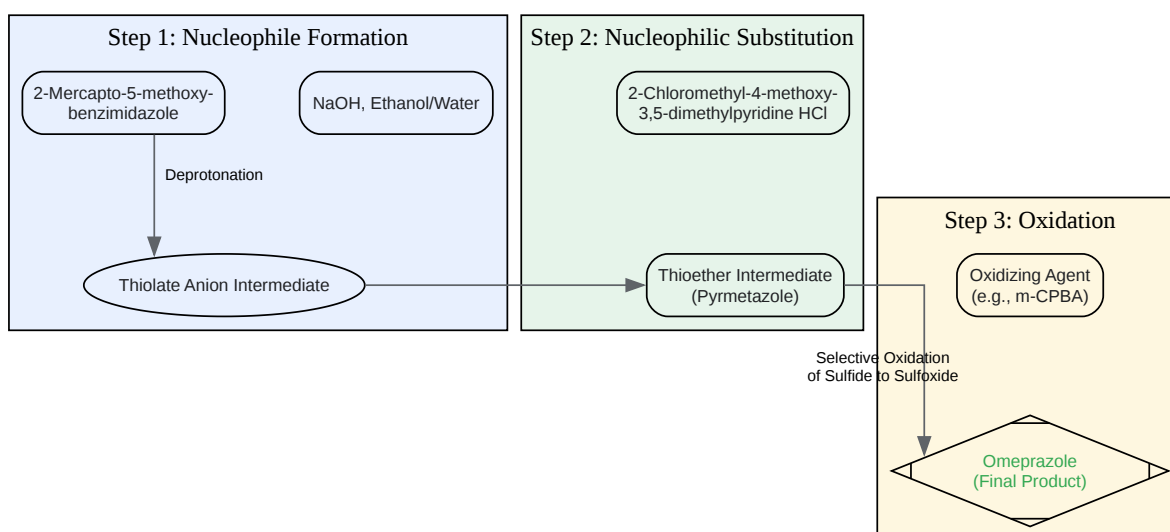 Step 1: Nucleophile Formation
2-Mercapto-5-methoxy-
benzimidazole
NaOH, Ethanol/Water
Deprotonation
Thiolate Anion Intermediate
Step 2: Nucleophilic Substitution
2-Chloromethyl-4-methoxy-
3,5-dimethylpyridine HCl
Thioether Intermediate
(Pyrmetazole)
Step 3: Oxidation
Oxidizing Agent
(e.g., m-CPBA)
Selective Oxidation
of Sulfide to Sulfoxide
Omeprazole
(Final Product)